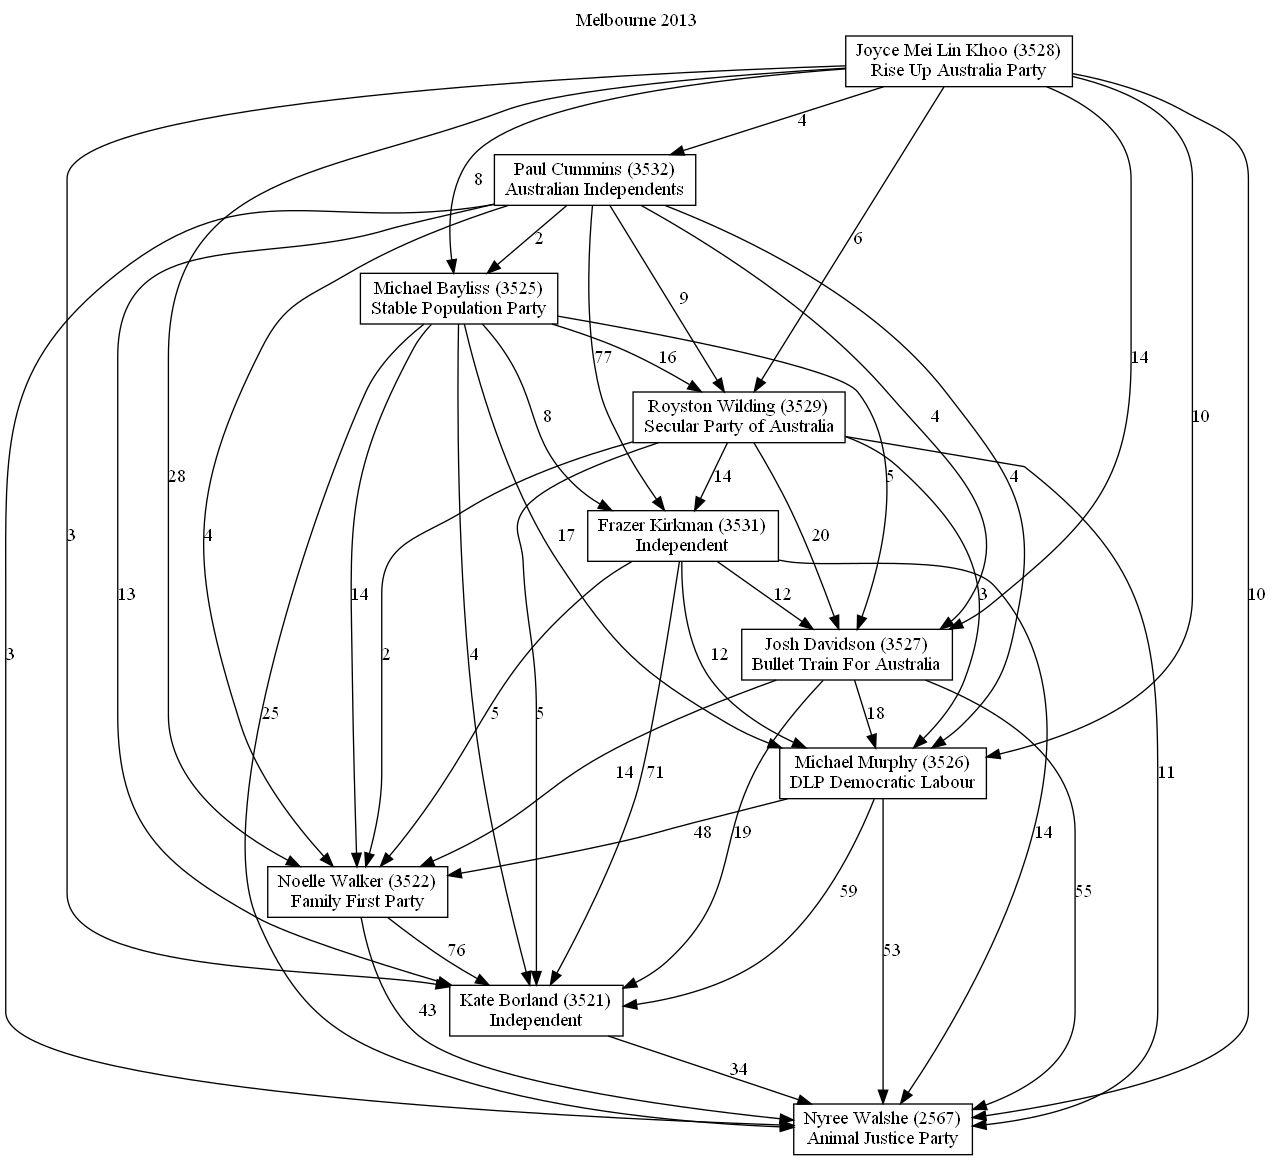 Melbourne 2013
Joyce Mei Lin Khoo (3528)
Rise Up Australia Party
4
Paul Cummins (3532)
Australian Independents
8
2
6
Michael Bayliss (3525)
Stable Population Party
9
77
16
14
Royston Wilding (3529)
Secular Party of Australia
8
4
10
28
14
5
4
Frazer Kirkman (3531)
Independent
3
4
17
20
13
14
12
3
10
Josh Davidson (3527)
Bullet Train For Australia
3
2
4
12
25
5
5
18
Michael Murphy (3526)
DLP Democratic Labour
14
71
11
48
19
14
Noelle Walker (3522)
Family First Party
59
55
76
53
Kate Borland (3521)
Independent
43
34
Nyree Walshe (2567)
Animal Justice Party